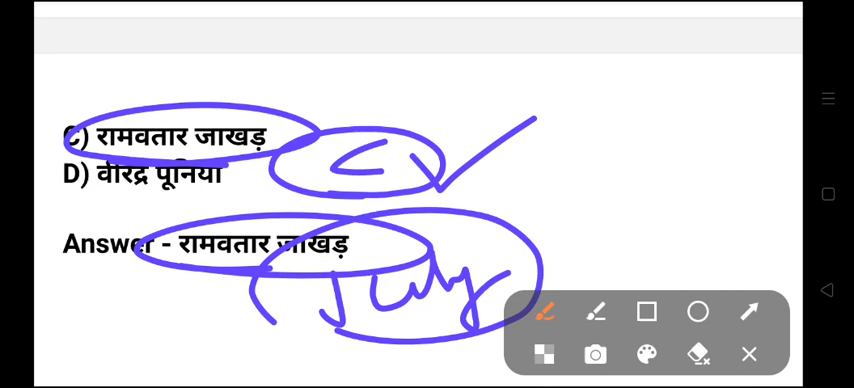 C) रामवतार जाखड़
C
D) वीरेंद्र पूनिया
Answer - रामवतार जाखड़
July